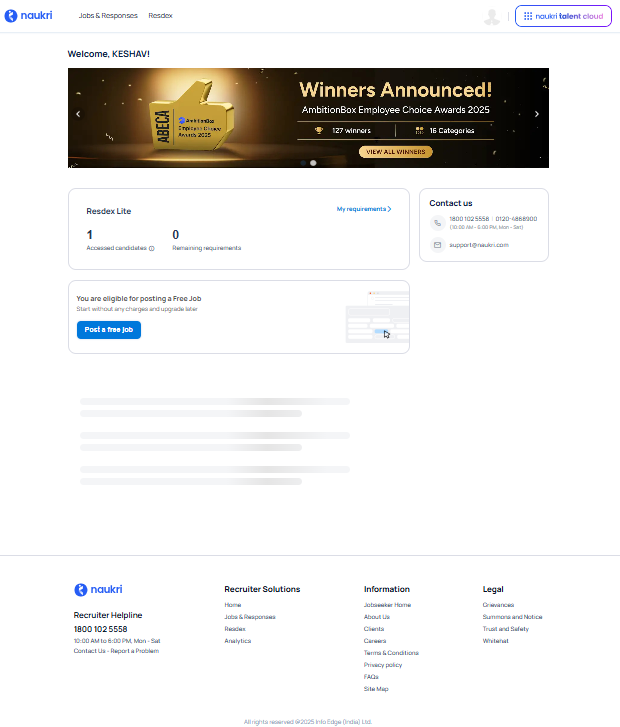 naukri
Jobs & Responses
Resdex
naukri talent cloud
Welcome, KESHAV!
ABECA
AmbitionBox
Employee Choice
Awards 2025
Winners Announced!
AmbitionBox Employee Choice Awards 2025
127 winners
16 Categories
VIEW ALL WINNERS
Resdex Lite
My requirements
1
0
Accessed candidates
Remaining requirements
Contact us
1800 102 5558 | 0120-4866900
(10:00 AM - 6:00 PM, Mon - Sat)
support@naukri.com
You are eligible for posting a Free Job
Start without any charges and upgrade later
Post a free job
naukri
Recruiter Helpline
1800 102 5558
10:00 AM to 6:00 PM, Mon - Sat
Contact Us - Report a Problem
Recruiter Solutions
Home
Jobs & Responses
Resdex
Analytics
Information
Jobseeker Home
About Us
Clients
Careers
Terms & Conditions
Privacy policy
FAQs
Site Map
Legal
Grievances
Summons and Notice
Trust and Safety
Whitehat
All rights reserved @2025 Info Edge (India) Ltd.